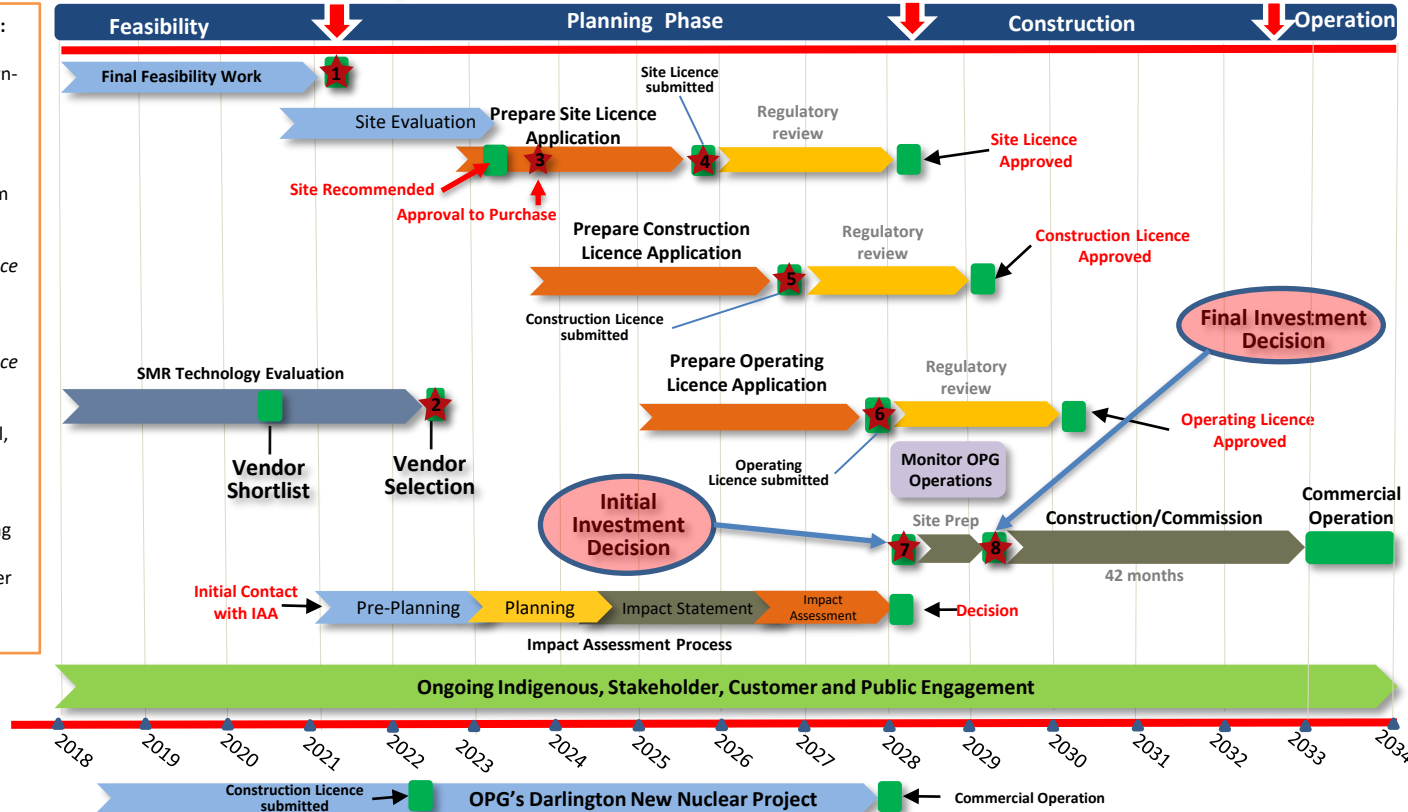 Feasibility
Planning Phase
Construction
Operation
:
rn-
m
ce
ce
l,
ng
er
Final Feasibility Work
1
Site Evaluation
Prepare Site Licence
Application
Site Licence
submitted
Regulatory
review
3
4
Site Licence
Approved
Site Recommended
Approval to Purchase
Prepare Construction
Licence Application
Regulatory
review
Construction Licence
Approved
5
Construction Licence
submitted
Final Investment
Decision
SMR Technology Evaluation
2
Vendor
Shortlist
Vendor
Selection
Prepare Operating
Licence Application
Regulatory
review
6
Operating Licence
Approved
Operating
Licence submitted
Monitor OPG
Operations
Initial
Investment
Decision
Site Prep
7
8
Construction/Commission
42 months
Commercial
Operation
Initial Contact
with IAA
Pre-Planning
Planning
Impact Statement
Impact
Assessment
Decision
Impact Assessment Process
Ongoing Indigenous, Stakeholder, Customer and Public Engagement
2018
2019
2020
2021
2022
2023
2024
2025
2026
2027
2028
2029
2030
2031
2032
2033
2034
Construction Licence
submitted
OPG's Darlington New Nuclear Project
Commercial Operation